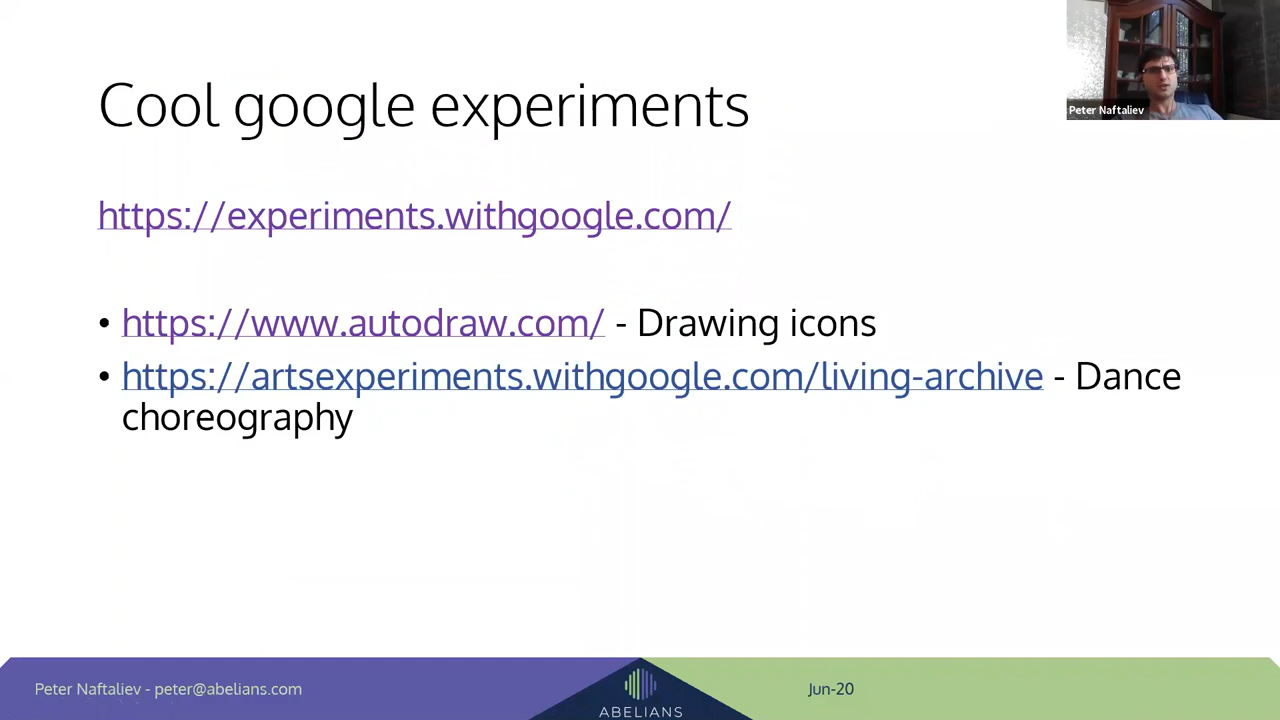 Cool google experiments
Peter Naftaliev
https://experiments.withgoogle.com/
• https://www.autodraw.com/ - Drawing icons
• https://artsexperiments.withgoogle.com/living-archive - Dance
choreography
Peter Naftaliev - peter@abelians.com
ABELIANS
Jun-20